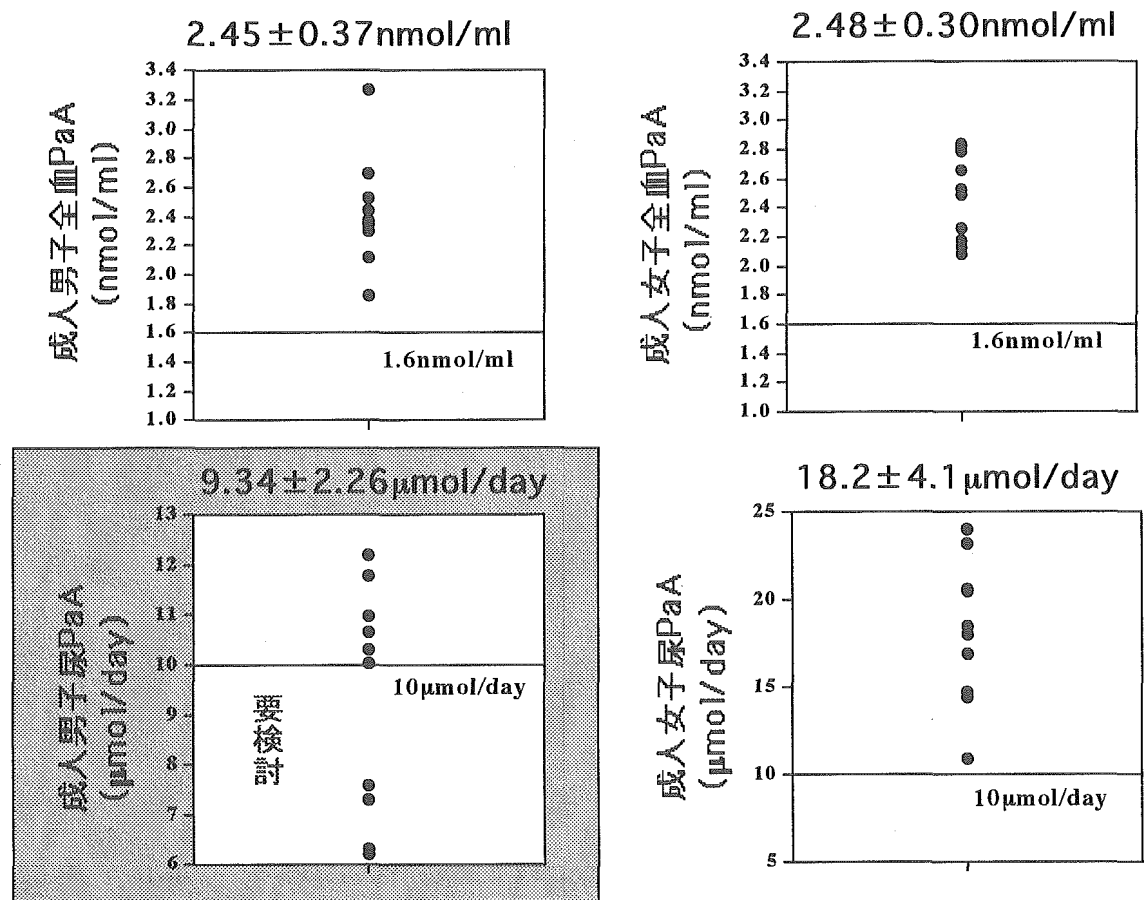 2.45±0.37nmol/ml
成人男子全血PaA
(nmol/ml)
3.4
3.2
3.0
2.8
2.6
2.4
2.2
2.0
1.8
1.6
1.4
1.2
1.0
1.6nmol/ml
2.48±0.30nmol/ml
成人女子全血PaA
(nmol/ml)
3.4
3.2
3.0
2.8
2.6
2.4
2.2
2.0
1.8
1.6
1.4
1.2
1.0
1.6nmol/ml
9.34±2.26μmol/day
成人男子尿PaA
(μmol/day)
13
12
11
10
9
8
7
6
10μmol/day
要検討
18.2±4.1μmol/day
成人女子尿PaA
(μmol/day)
25
20
15
10
5
10μmol/day